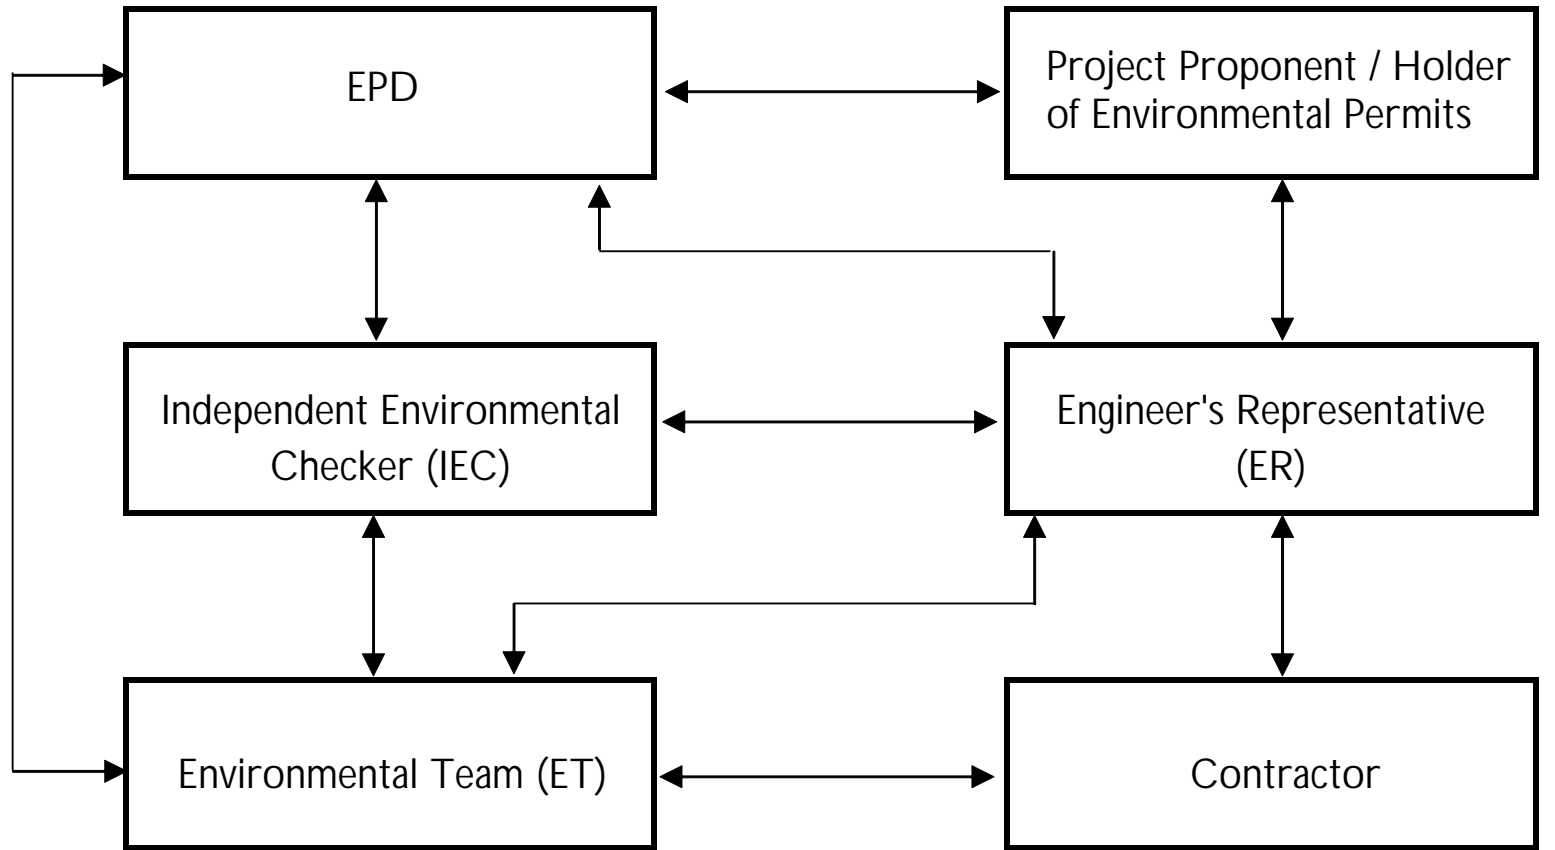 EPD
Project Proponent / Holder
of Environmental Permits
Independent Environmental
Checker (IEC)
Engineer's Representative
(ER)
Environmental Team (ET)
Contractor